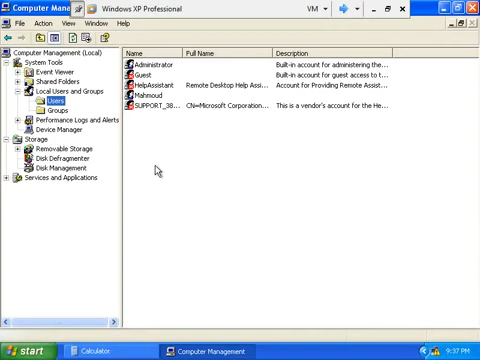 Computer Mana
Windows XP Professional
VM
File Action View Window Help
Computer Management (Local)
System Tools
Event Viewer
Shared Folders
Local Users and Groups
Users
Groups
Performance Logs and Alerts
Device Manager
Storage
Removable Storage
Disk Defragmenter
Disk Management
Services and Applications
Name Full Name Description
Administrator Built-in account for administering the...
Guest Built-in account for guest access to t...
HelpAssistant Remote Desktop Help Assi... Account for Providing Remote Assist...
Mahmoud
SUPPORT_38... CN=Microsoft Corporation... This is a vendor's account for the He...
start Calculator Computer Management 9:37 PM